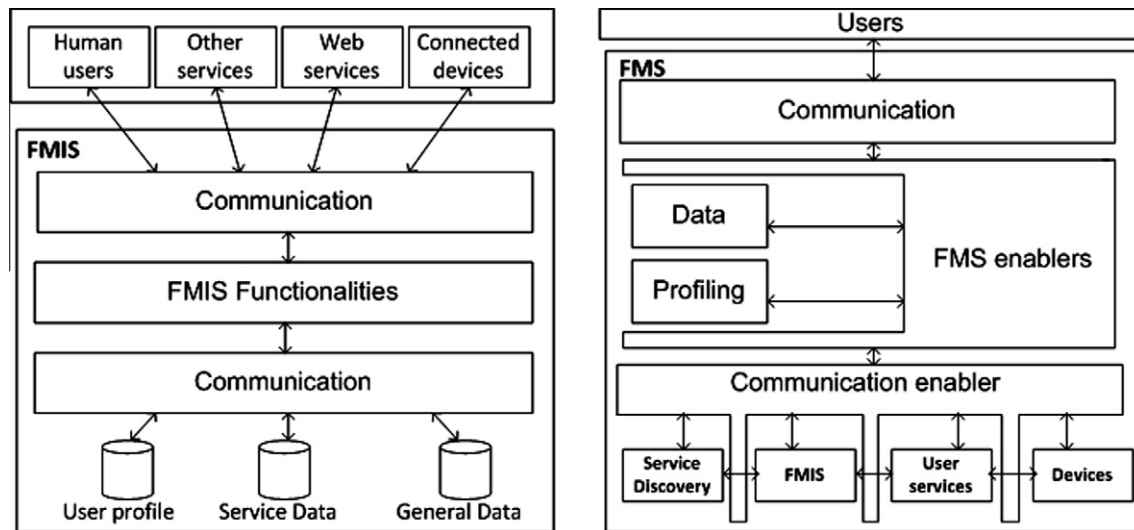 Human
users
Other
services
Web
services
Connected
devices
FMIS
Communication
FMIS Functionalities
Communication
User profile
Service Data
General Data
Users
FMS
Communication
Data
Profiling
FMS enablers
Communication enabler
Service
Discovery
FMIS
User
services
Devices